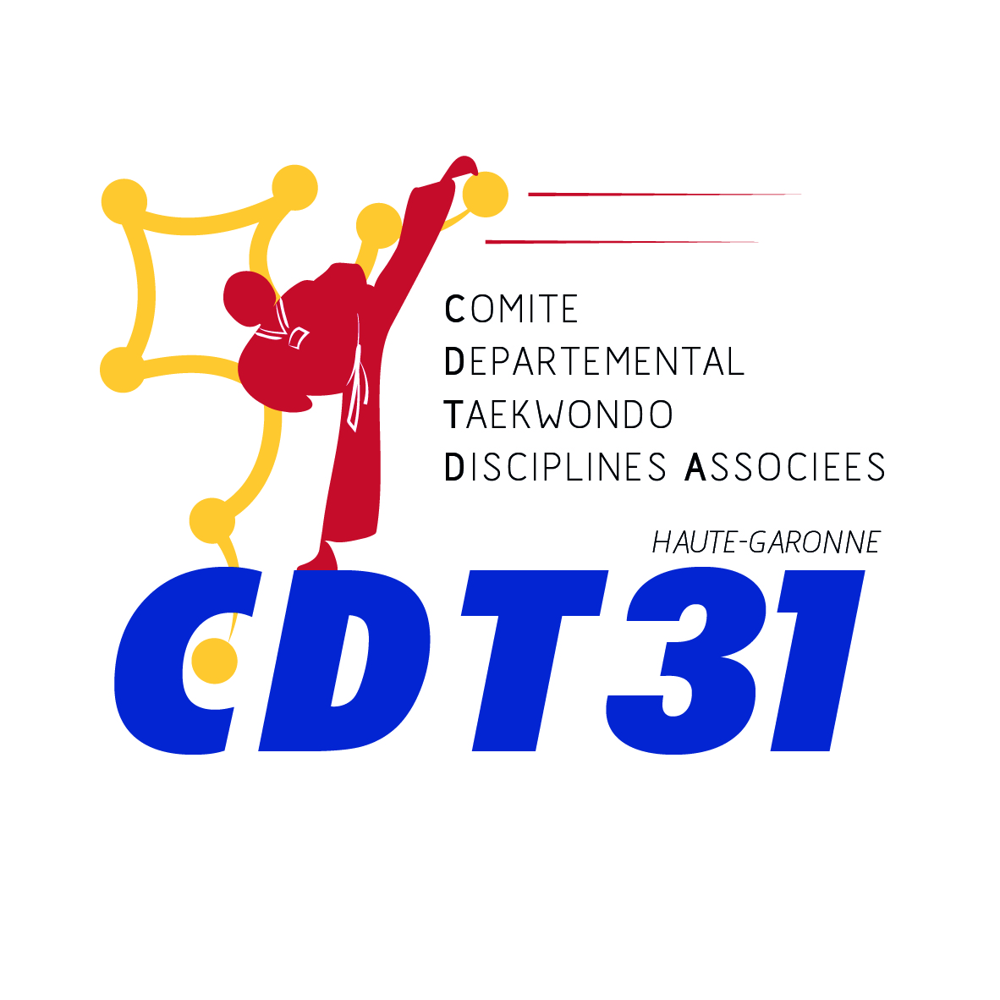 COMITE
DEPARTEMENTAL
TAEKWONDO
DISCIPLINES ASSOCIEES
HAUTE-GARONNE
CDT31